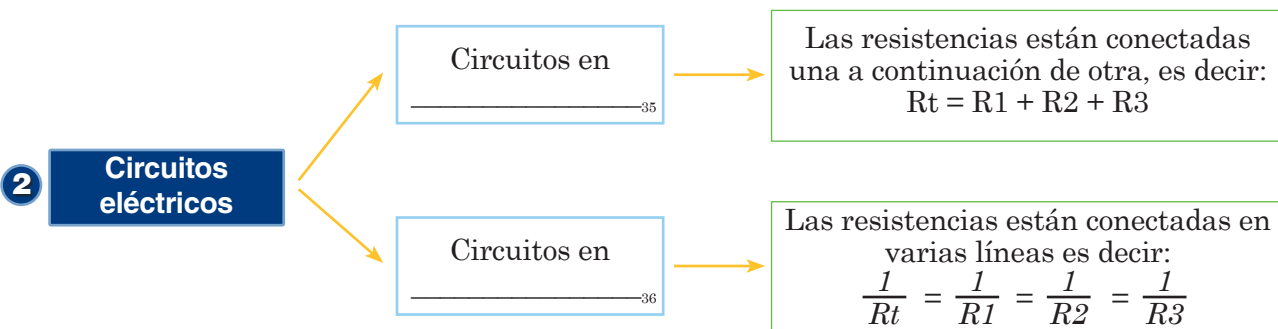 2
Circuitos
eléctricos
Circuitos en
________________35
Las resistencias están conectadas
una a continuación de otra, es decir:
Rt = R1 + R2 + R3
Circuitos en
________________36
Las resistencias están conectadas en
varias líneas es decir:
1/Rt = 1/R1 = 1/R2 = 1/R3